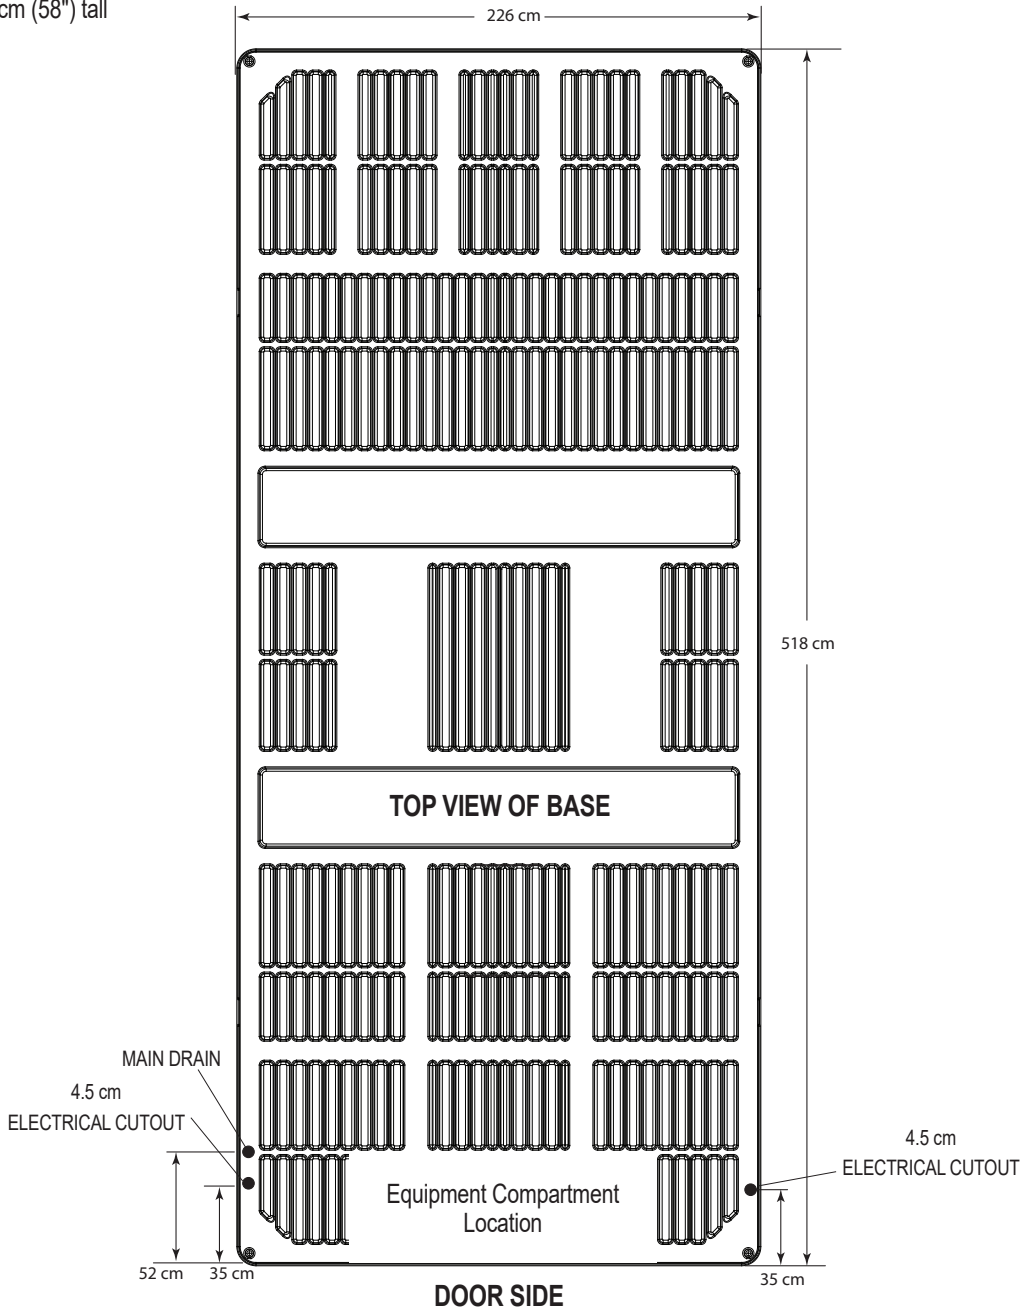 cm (58") tall
226 cm
518 cm
TOP VIEW OF BASE
MAIN DRAIN
4.5 cm
ELECTRICAL CUTOUT
4.5 cm
ELECTRICAL CUTOUT
Equipment Compartment
Location
52 cm
35 cm
35 cm
DOOR SIDE